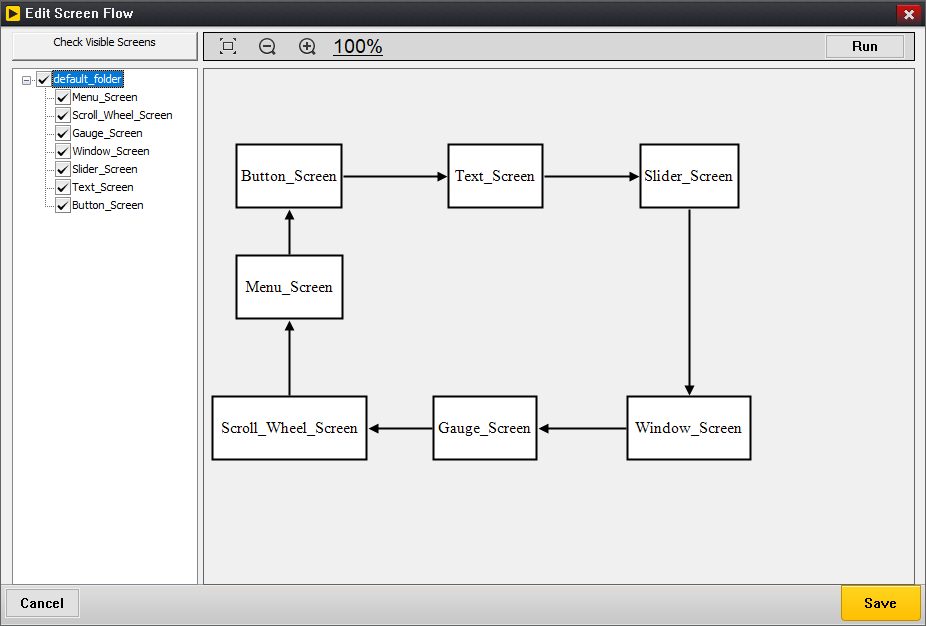 Edit Screen Flow
Check Visible Screens
100%
Run
default_folder
Menu_Screen
Scroll_Wheel_Screen
Gauge_Screen
Window_Screen
Slider_Screen
Text_Screen
Button_Screen
Button_Screen
Text_Screen
Slider_Screen
Menu_Screen
Scroll_Wheel_Screen
Gauge_Screen
Window_Screen
Cancel
Save